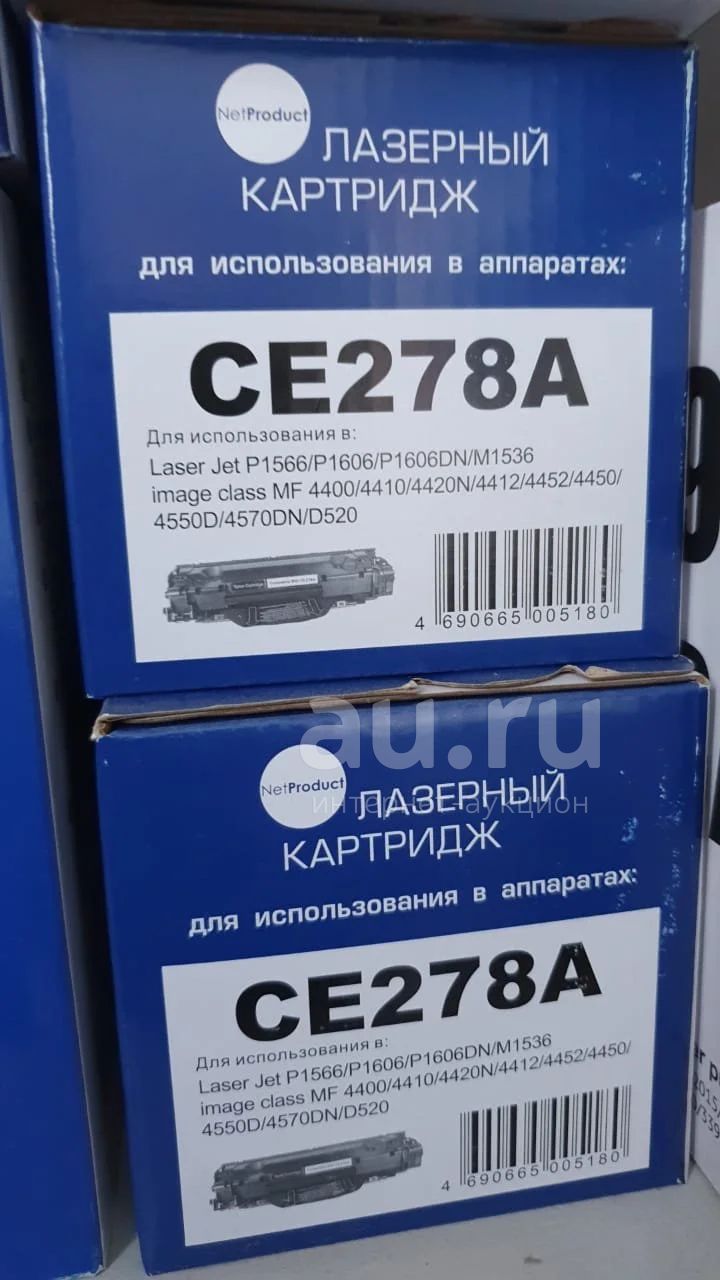 NetProduct
ЛАЗЕРНЫЙ
КАРТРИДЖ
для использования в аппаратах:
CE278A
Для использования в:
Laser Jet P1566/P1606/P1606DN/M1536
image class MF 4400/4410/4420N/4412/4452/4450/
4550D/4570DN/D520
4 690665 005180
au.ru
интернет-аукцион
NetProduct
ЛАЗЕРНЫЙ
КАРТРИДЖ
для использования в аппаратах:
CE278A
Для использования в:
Laser Jet P1566/P1606/P1606DN/M1536
image class MF 4400/4410/4420N/4412/4452/4450/
4550D/4570DN/D520
4 690665 005180